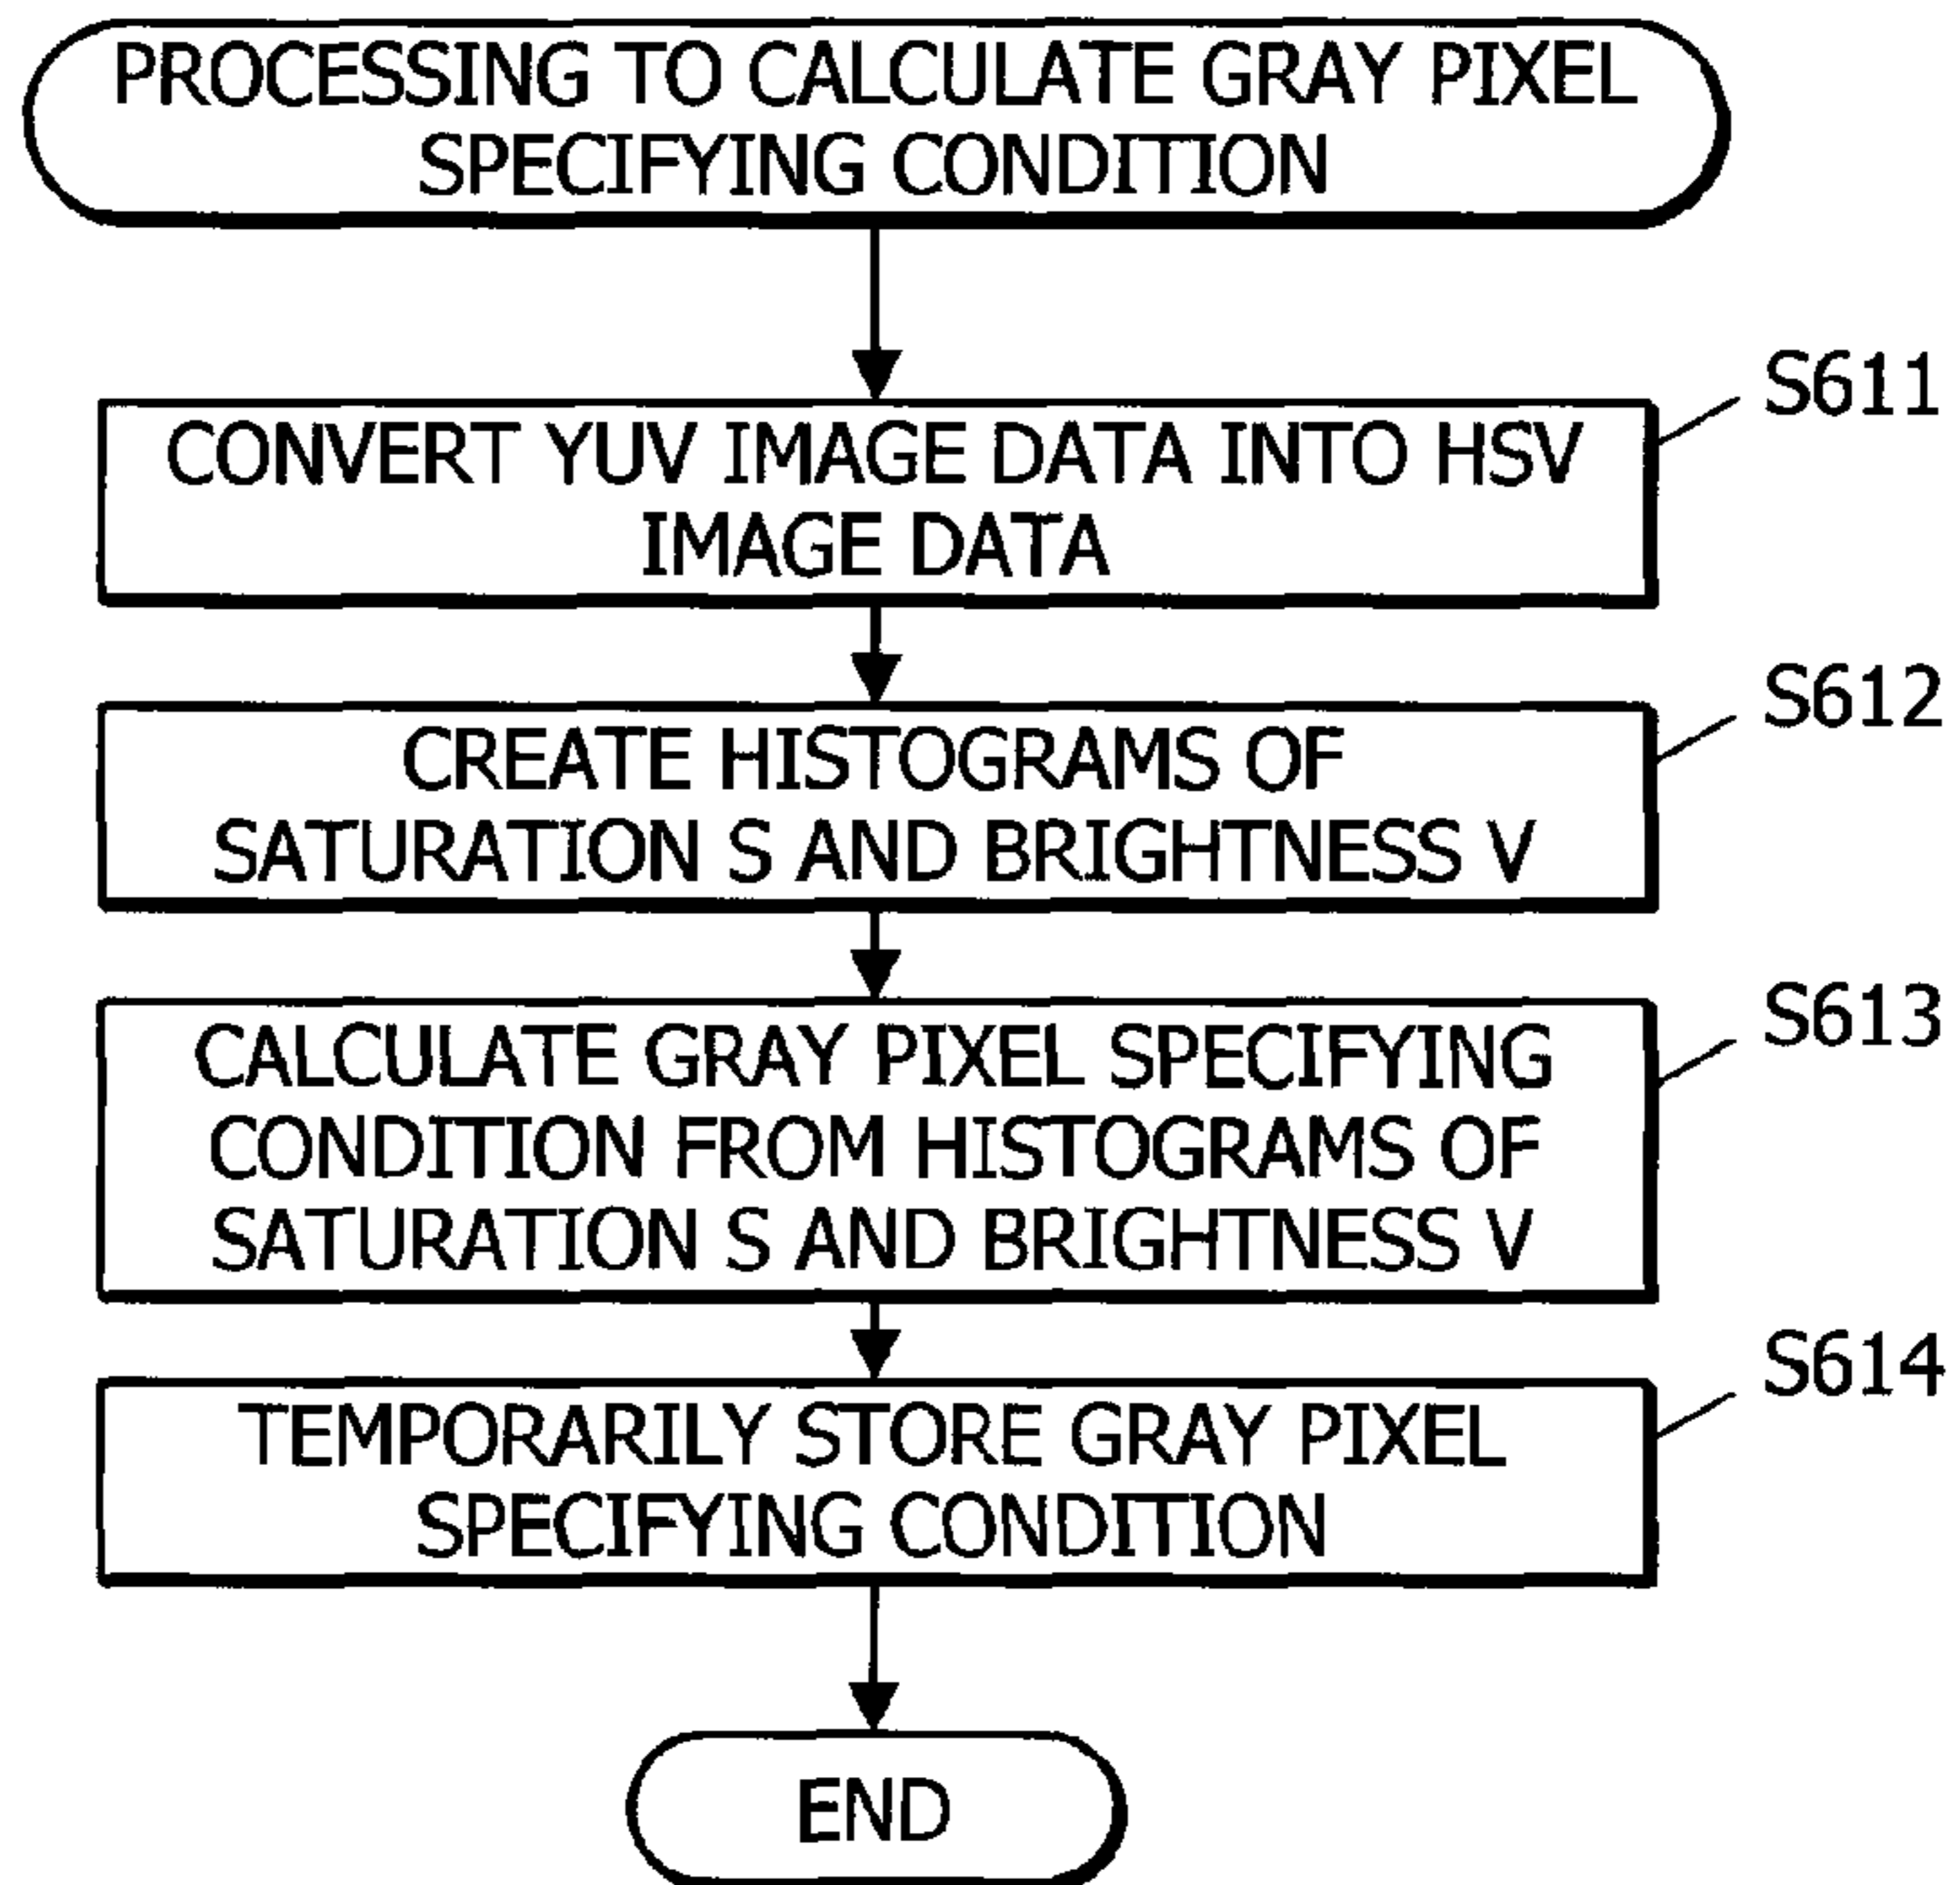 PROCESSING TO CALCULATE GRAY PIXEL
SPECIFYING CONDITION
S611
CONVERT YUV IMAGE DATA INTO HSV
IMAGE DATA
S612
CREATE HISTOGRAMS OF
SATURATION S AND BRIGHTNESS V
S613
CALCULATE GRAY PIXEL SPECIFYING
CONDITION FROM HISTOGRAMS OF
SATURATION S AND BRIGHTNESS V
S614
TEMPORARILY STORE GRAY PIXEL
SPECIFYING CONDITION
END